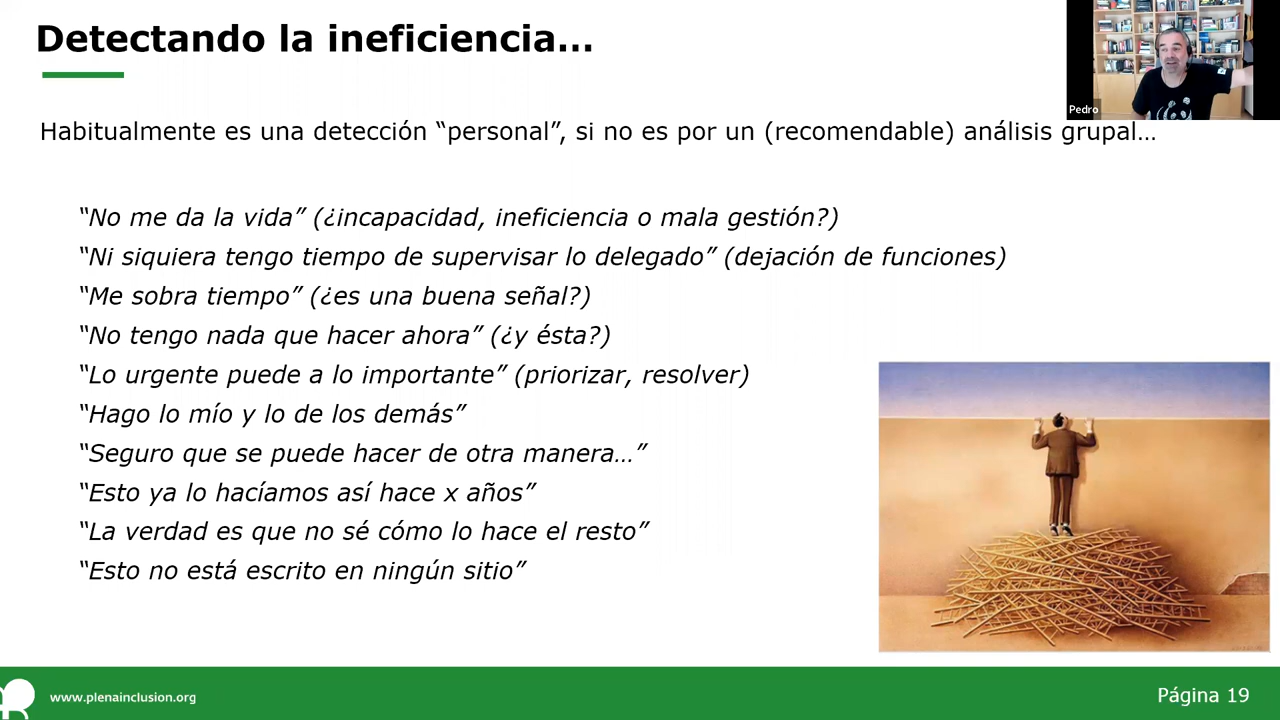 Detectando la ineficiencia...
Pedro
Habitualmente es una detección “personal”, si no es por un (recomendable) análisis grupal...
“No me da la vida” (¿incapacidad, ineficiencia o mala gestión?)
“Ni siquiera tengo tiempo de supervisar lo delegado” (dejación de funciones)
“Me sobra tiempo” (¿es una buena señal?)
“No tengo nada que hacer ahora” (¿y ésta?)
“Lo urgente puede a lo importante” (priorizar, resolver)
“Hago lo mío y lo de los demás”
“Seguro que se puede hacer de otra manera...”
“Esto ya lo hacíamos así hace x años”
“La verdad es que no sé cómo lo hace el resto”
“Esto no está escrito en ningún sitio”
www.plenainclusion.org
Página 19